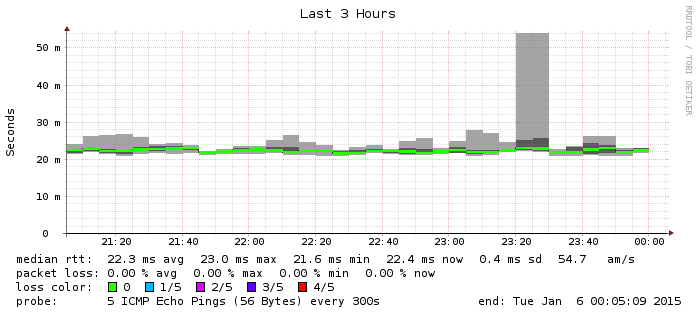 Last 3 Hours
RRDTOOL / TOBI OETIKER
Seconds
50 m
40 m
30 m
20 m
10 m
0
21:20 21:40 22:00 22:20 22:40 23:00 23:20 23:40 00:00
median rtt: 22.3 ms avg 23.0 ms max 21.6 ms min 22.4 ms now 0.4 ms sd 54.7 am/s
packet loss: 0.00 % avg 0.00 % max 0.00 % min 0.00 % now
loss color: 0 1/5 2/5 3/5 4/5
probe: 5 ICMP Echo Pings (56 Bytes) every 300s end: Tue Jan 6 00:05:09 2015